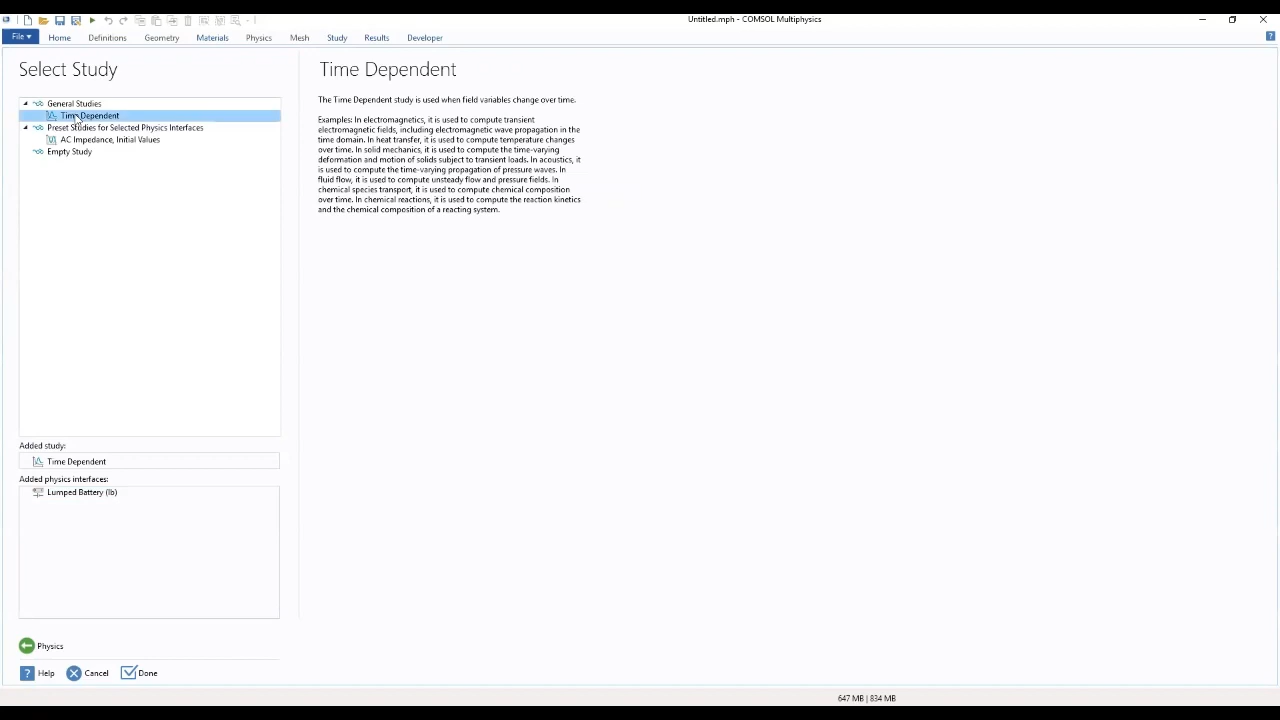 Untitled.mph - COMSOL Multiphysics
File Home Definitions Geometry Materials Physics Mesh Study Results Developer
Select Study
General Studies
Time Dependent
Preset Studies for Selected Physics Interfaces
AC Impedance, Initial Values
Empty Study
Added study:
Time Dependent
Added physics interfaces:
Lumped Battery (lb)
Physics
Help Cancel Done
Time Dependent
The Time Dependent study is used when field variables change over time.
Examples: In electromagnetics, it is used to compute transient
electromagnetic fields, including electromagnetic wave propagation in the
time domain. In heat transfer, it is used to compute temperature changes
over time. In solid mechanics, it is used to compute the time-varying
deformation and motion of solids subject to transient loads. In acoustics, it
is used to compute the time-varying propagation of pressure waves. In
fluid flow, it is used to compute unsteady flow and pressure fields. In
chemical species transport, it is used to compute chemical composition
over time. In chemical reactions, it is used to compute the reaction kinetics
and the chemical composition of a reacting system.
647 MB | 834 MB